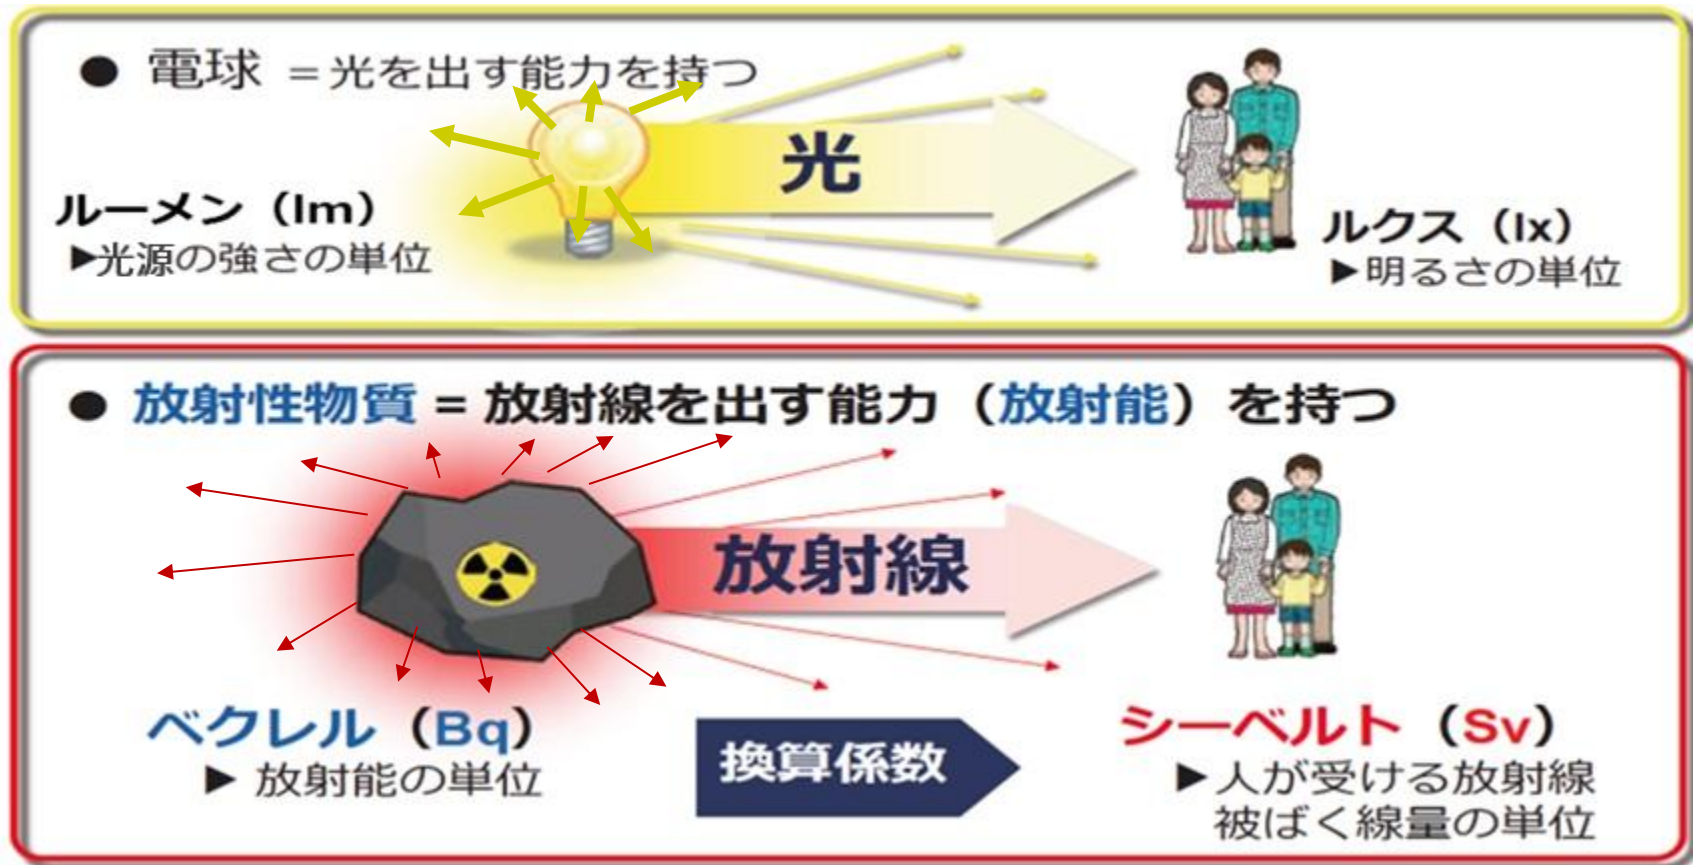 ● 電球 =光を出す能力を持つ
光
ルーメン（lm）
▶光源の強さの単位
ルクス（lx）
▶明るさの単位
● 放射性物質 = 放射線を出す能力（放射能）を持つ
放射線
ベクレル（Bq）
▶ 放射能の単位
換算係数
シーベルト（Sv）
▶人が受ける放射線
被ばく線量の単位